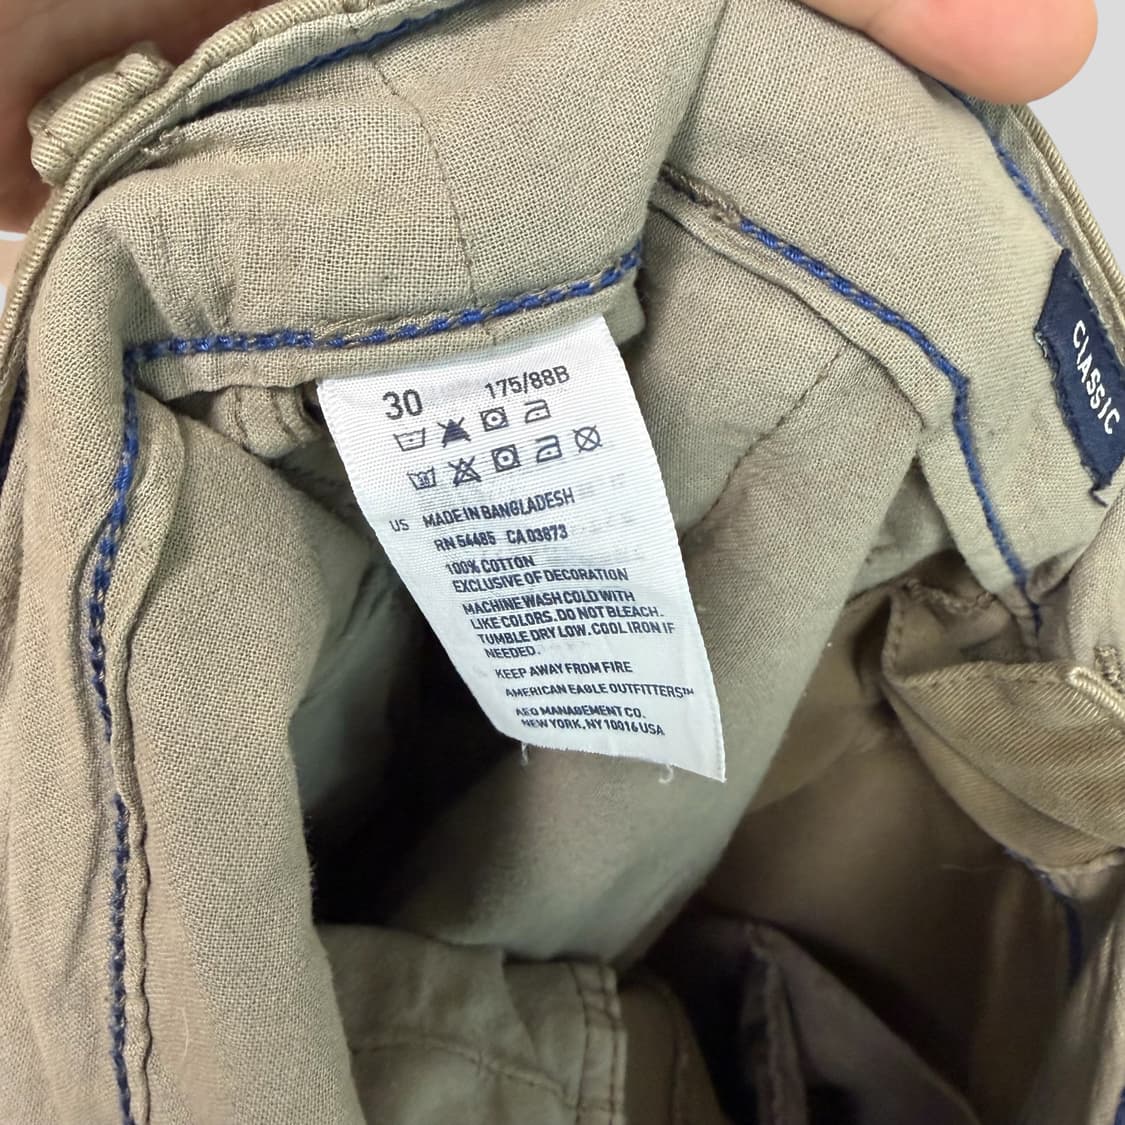 30 175/88B
30
US MADE IN BANGLADESH
RN 54485 CA 03873
100% COTTON
EXCLUSIVE OF DECORATION
MACHINE WASH COLD WITH
LIKE COLORS. DO NOT BLEACH.
TUMBLE DRY LOW. COOL IRON IF
NEEDED.
KEEP AWAY FROM FIRE
AMERICAN EAGLE OUTFITTERS™
AEO MANAGEMENT CO.
NEW YORK, NY 10016 USA
CLASSIC